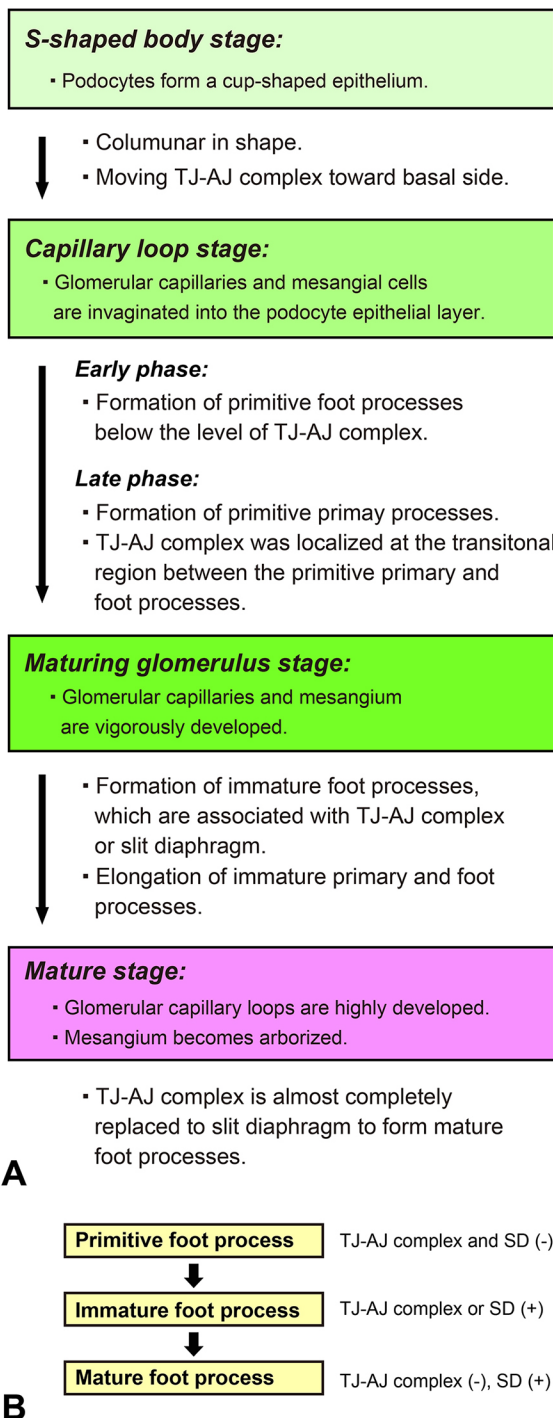 S-shaped body stage:
▪ Podocytes form a cup-shaped epithelium.
▪ Columunar in shape.
▪ Moving TJ-AJ complex toward basal side.
Capillary loop stage:
▪ Glomerular capillaries and mesangial cells
are invaginated into the podocyte epithelial layer.
Early phase:
▪ Formation of primitive foot processes
below the level of TJ-AJ complex.
Late phase:
▪ Formation of primitive primay processes.
▪ TJ-AJ complex was localized at the transitonal
region between the primitive primary and
foot processes.
Maturing glomerulus stage:
▪ Glomerular capillaries and mesangium
are vigorously developed.
▪ Formation of immature foot processes,
which are associated with TJ-AJ complex
or slit diaphragm.
▪ Elongation of immature primary and foot
processes.
Mature stage:
▪ Glomerular capillary loops are highly developed.
▪ Mesangium becomes arborized.
▪ TJ-AJ complex is almost completely
replaced to slit diaphragm to form mature
foot processes.
A
Primitive foot process TJ-AJ complex and SD (-)
Immature foot process TJ-AJ complex or SD (+)
Mature foot process TJ-AJ complex (-), SD (+)
B